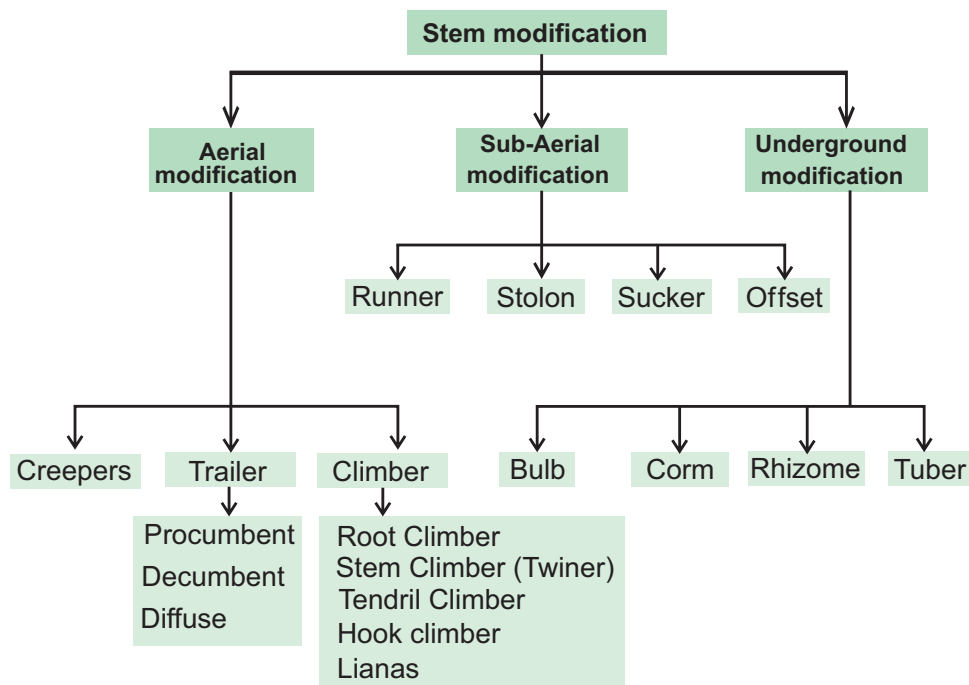 Stem modification
Aerial
modification
Sub-Aerial
modification
Underground
modification
Runner
Stolon
Sucker
Offset
Creepers
Trailer
Climber
Bulb
Corm
Rhizome
Tuber
Procumbent
Decumbent
Diffuse
Root Climber
Stem Climber (Twiner)
Tendril Climber
Hook climber
Lianas